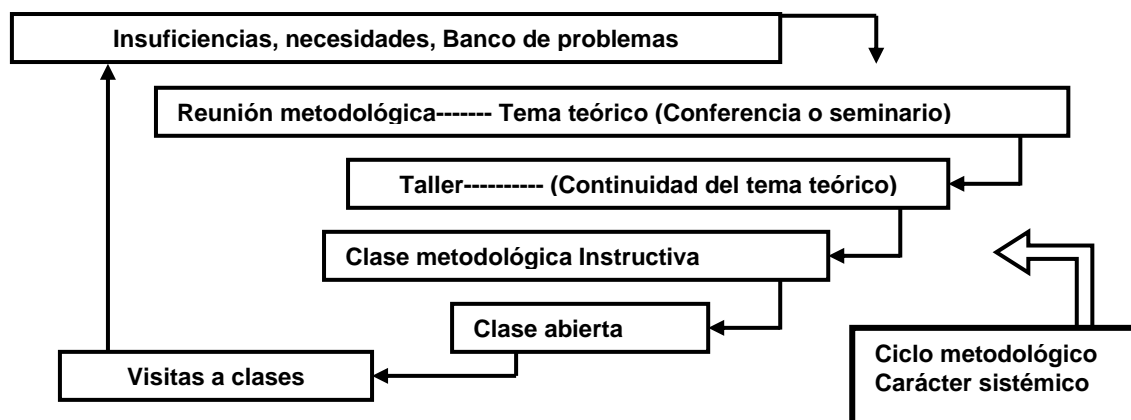 Insuficiencias, necesidades, Banco de problemas
Reunión metodológica------- Tema teórico (Conferencia o seminario)
Taller---------- (Continuidad del tema teórico)
Clase metodológica Instructiva
Clase abierta
Visitas a clases
Ciclo metodológico
Carácter sistémico